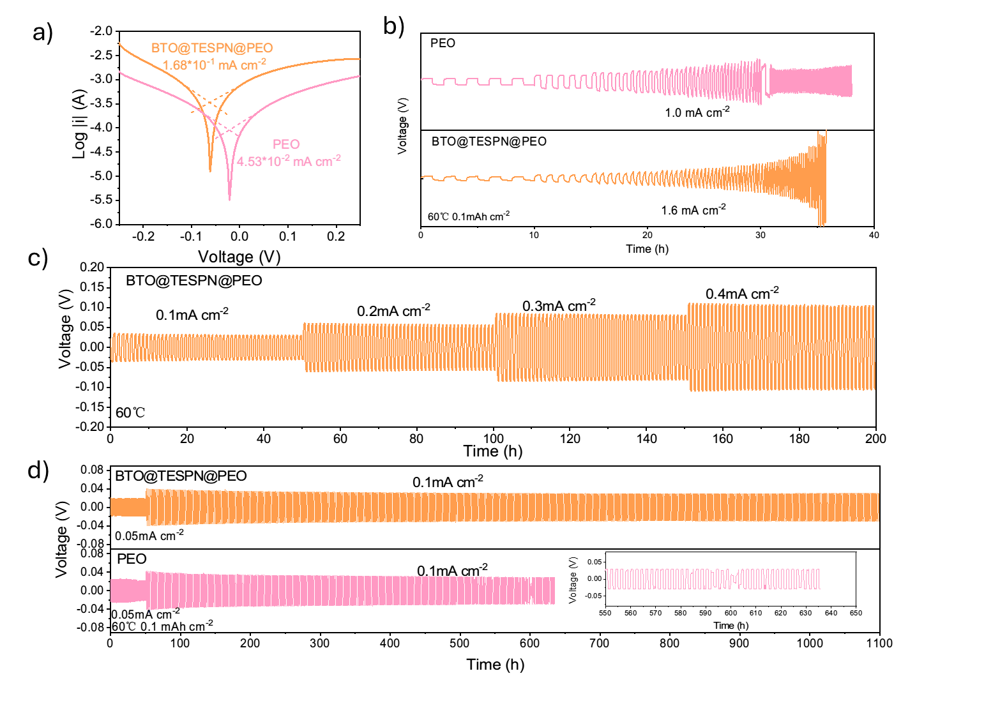 a)
-2.0
-2.5
-3.0
-3.5
-4.0
-4.5
-5.0
-5.5
-6.0
Log |i| (A)
BTO@TESPN@PEO
1.68*10-1 mA cm-2
PEO
4.53*10-2 mA cm-2
-0.2 -0.1 0.0 0.1 0.2
Voltage (V)
b)
PEO
1.0 mA cm-2
Voltage (V)
BTO@TESPN@PEO
1.6 mA cm-2
60℃ 0.1mAh cm-2
0 10 20 30 40
Time (h)
c)
0.20
0.15
0.10
0.05
0.00
-0.05
-0.10
-0.15
-0.20
Voltage (V)
BTO@TESPN@PEO
0.1mA cm-2
0.2mA cm-2
0.3mA cm-2
0.4mA cm-2
60℃
0 20 40 60 80 100 120 140 160 180 200
Time (h)
d)
0.08
0.04
0.00
-0.04
-0.08
BTO@TESPN@PEO
0.1mA cm-2
0.05mA cm-2
Voltage (V)
0.08
0.04
0.00
-0.04
-0.08
PEO
0.1mA cm-2
0.05mA cm-2
60℃ 0.1 mAh cm-2
Voltage (V)
0.05
0.00
-0.05
550 560 570 580 590 600 610 620 630 640 650
Time (h)
0 100 200 300 400 500 600 700 800 900 1000 1100
Time (h)